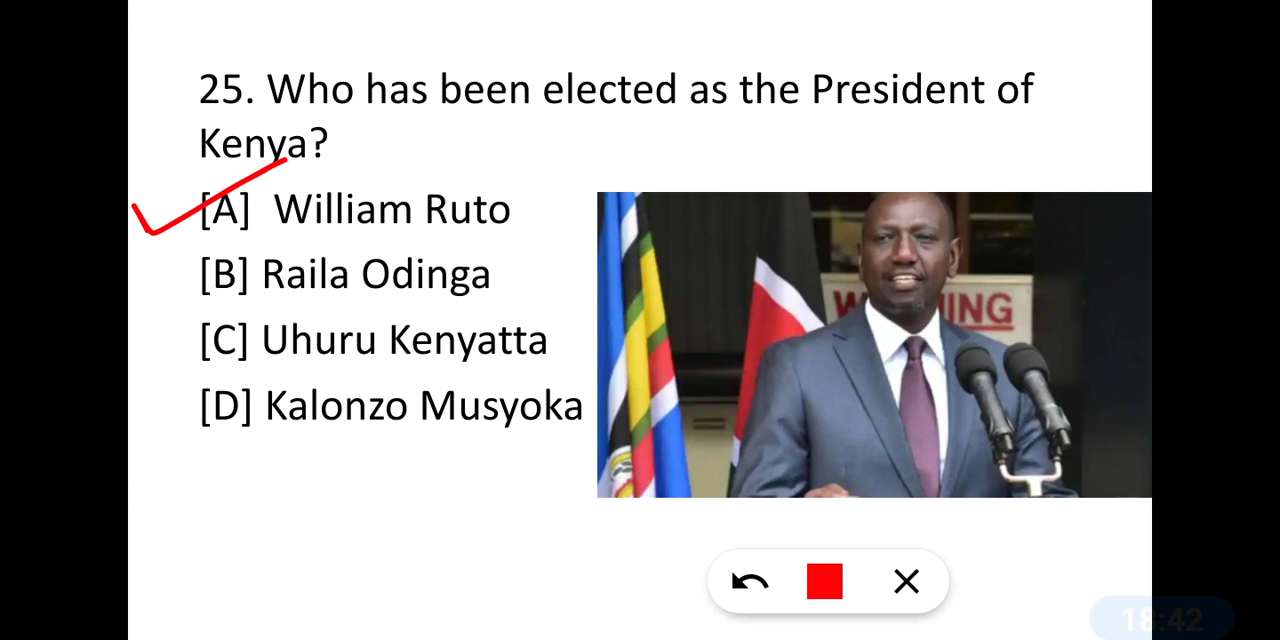 25. Who has been elected as the President of
Kenya?
[A] William Ruto
[B] Raila Odinga
[C] Uhuru Kenyatta
[D] Kalonzo Musyoka
18:42